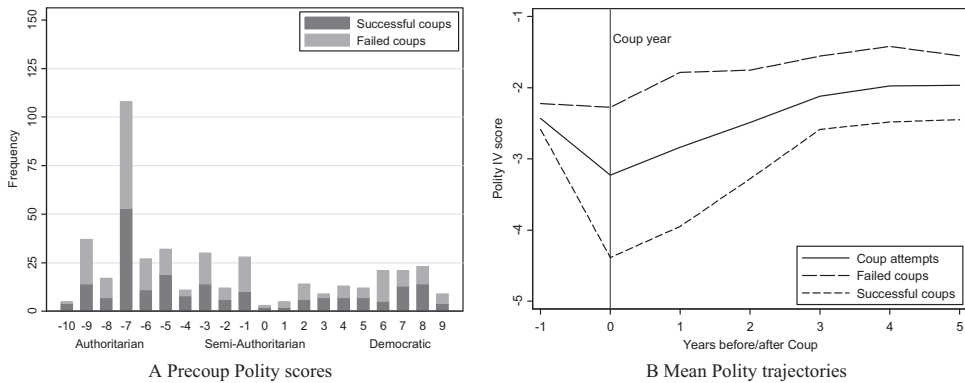 150
125
100
75
50
25
0
Frequency
Successful coups
Failed coups
-10 -9 -8 -7 -6 -5 -4 -3 -2 -1 0 1 2 3 4 5 6 7 8 9
Authoritarian Semi-Authoritarian Democratic
A Precoup Polity scores
-1
-2
-3
-4
-5
Polity IV score
Coup year
Coup attempts
Failed coups
Successful coups
-1 0 1 2 3 4 5
Years before/after Coup
B Mean Polity trajectories